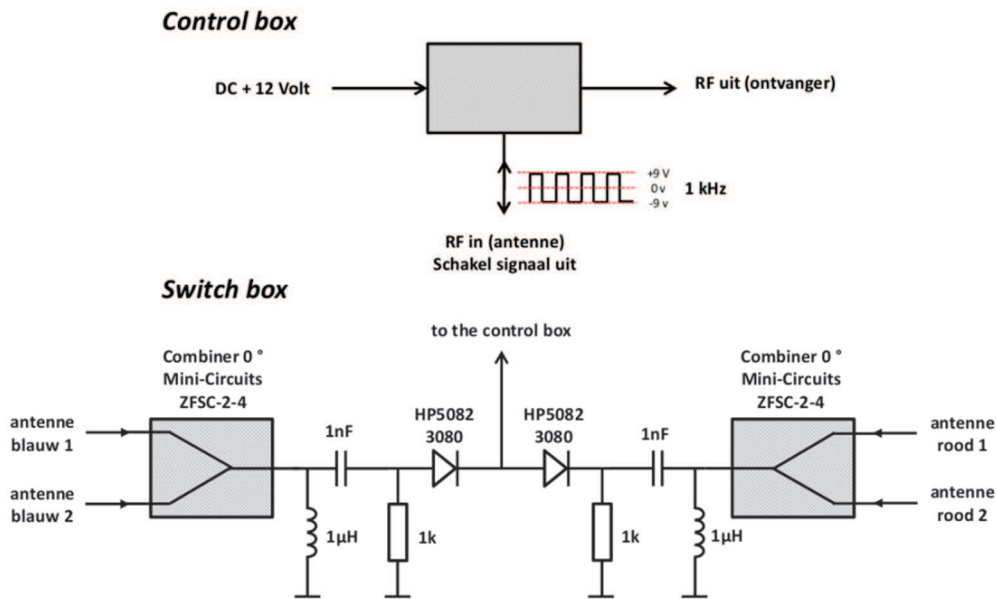 Control box
DC + 12 Volt
RF uit (ontvanger)
+9 V
0 v
-9 v
1 kHz
RF in (antenne)
Schakel signaal uit
Switch box
to the control box
Combiner 0 °
Mini-Circuits
ZFSC-2-4
Combiner 0 °
Mini-Circuits
ZFSC-2-4
antenne
blauw 1
antenne
blauw 2
1nF
HP5082
3080
HP5082
3080
1nF
antenne
rood 1
antenne
rood 2
1µH
1k
1k
1µH